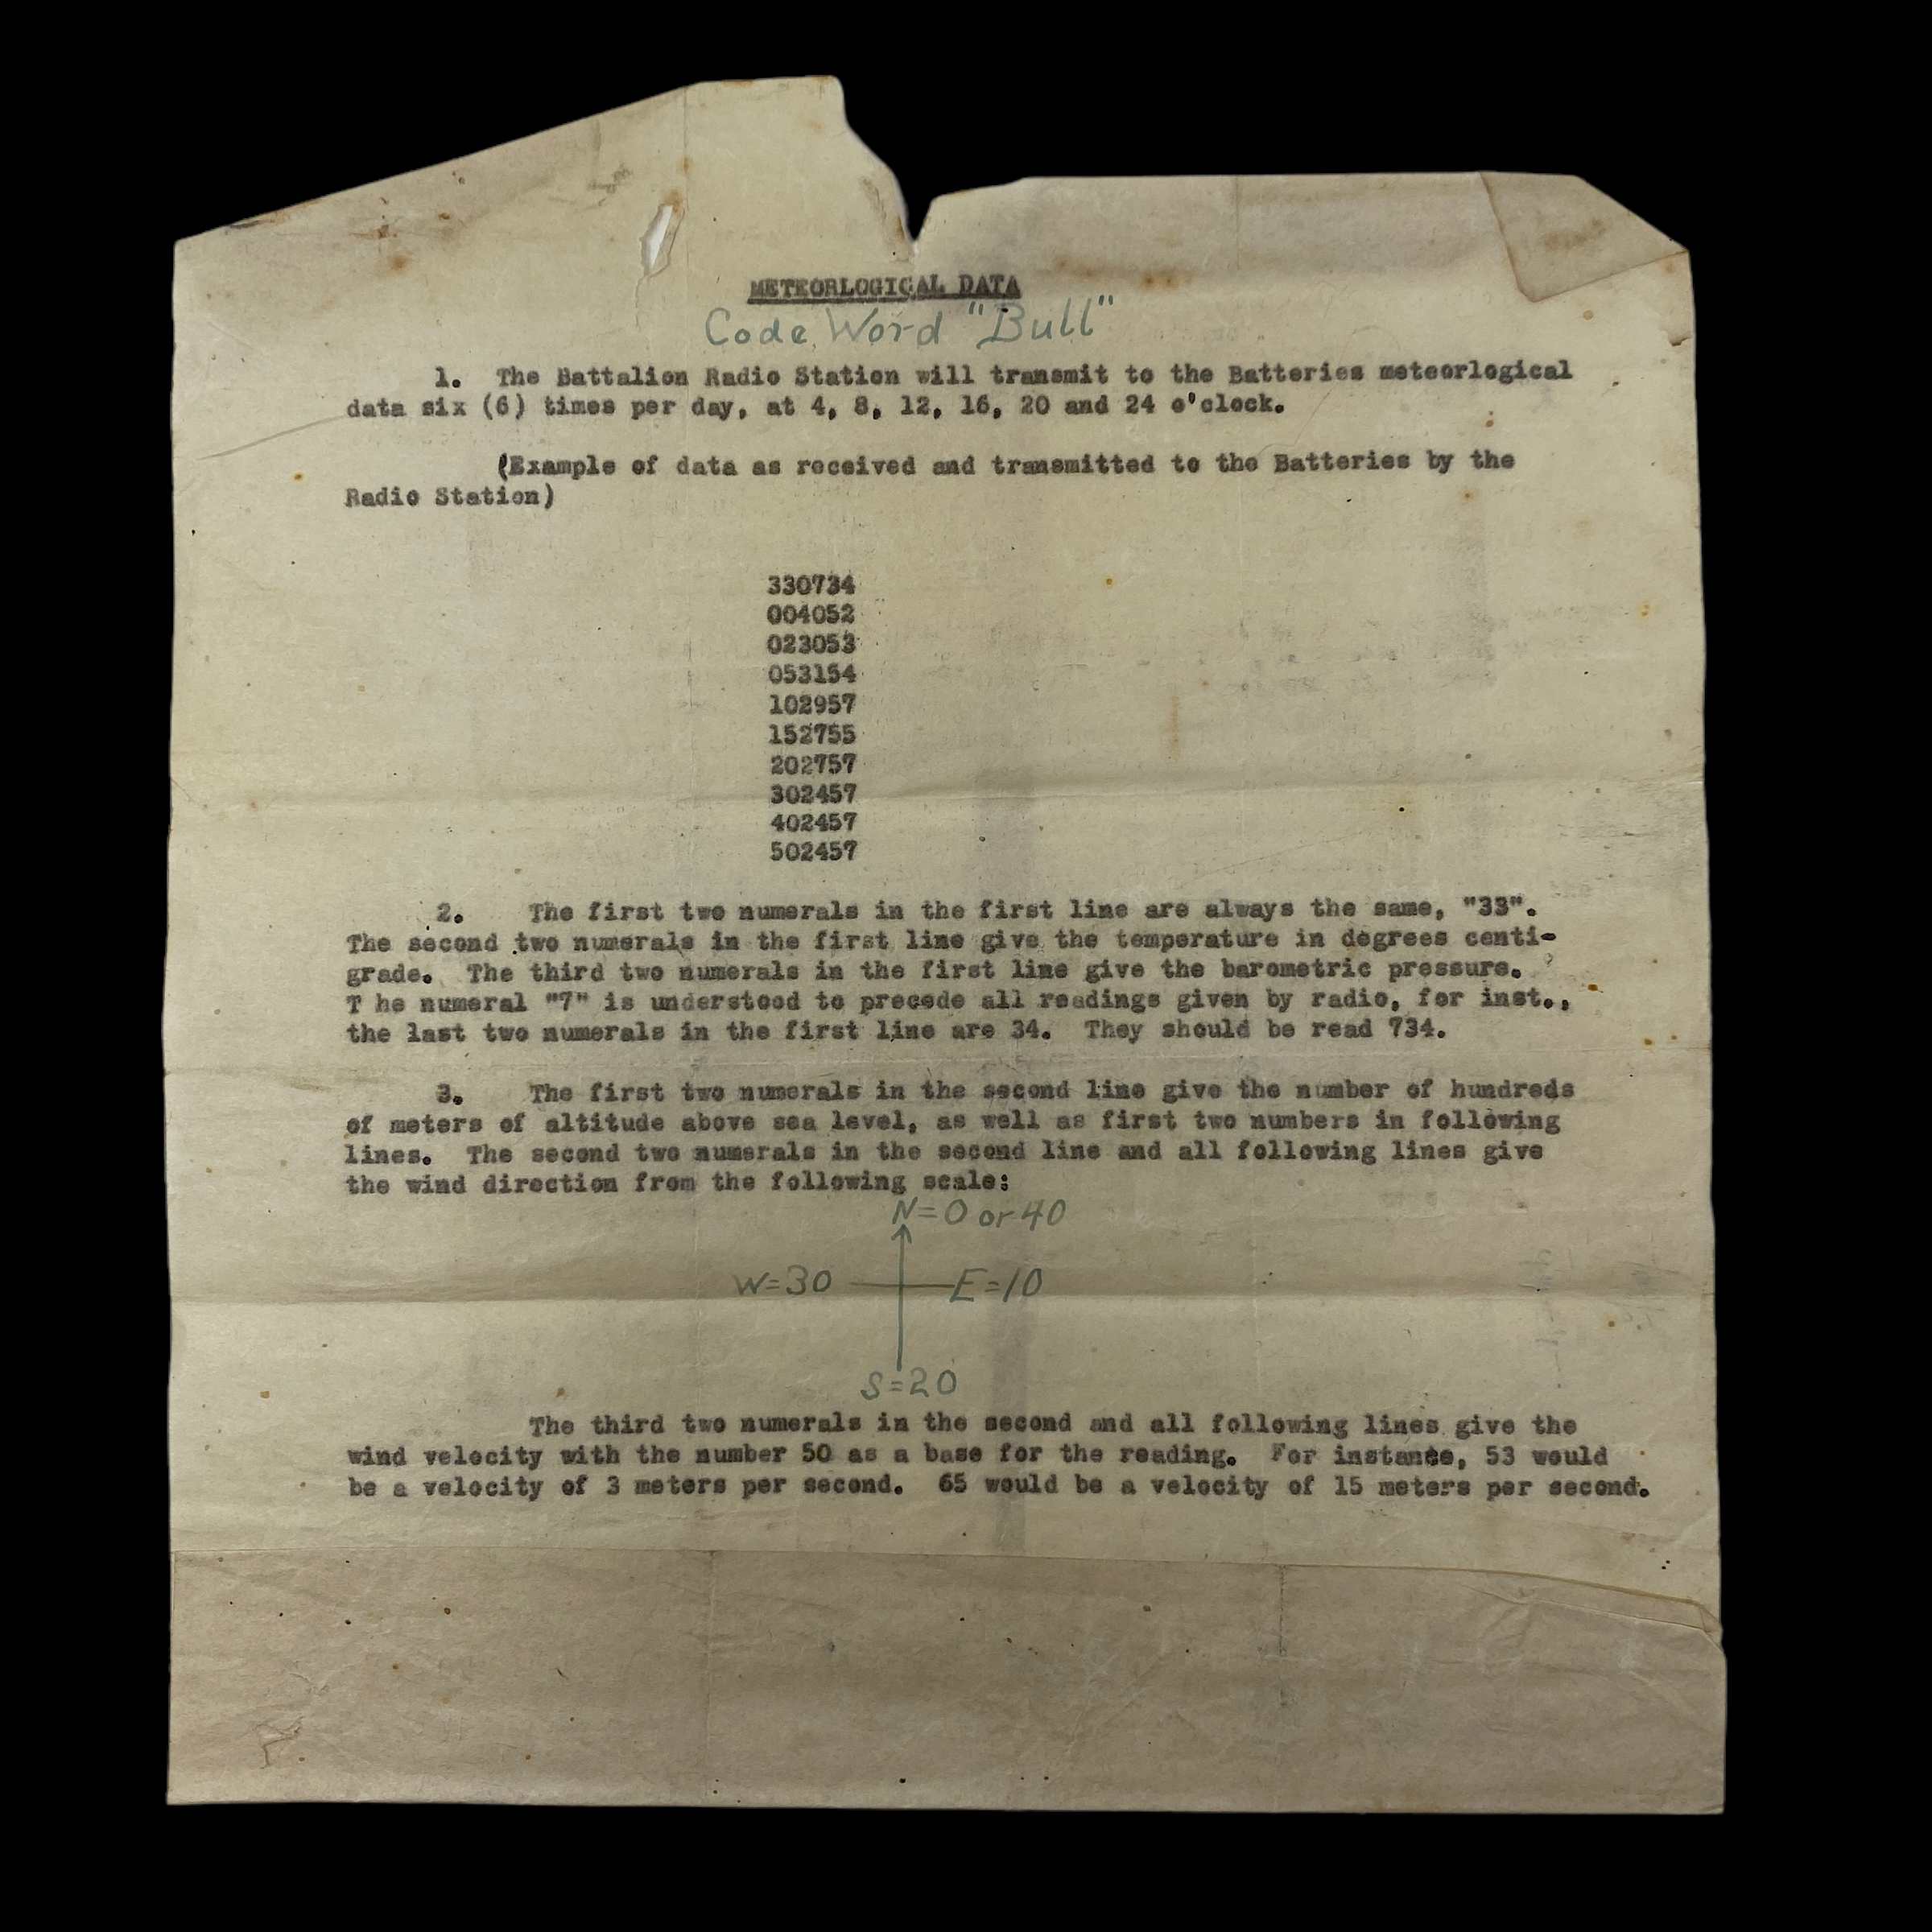 METEORLOGICAL DATA
Code Word "Bull"
1. The Battalion Radio Station will transmit to the Batteries meteorlogical
data six (6) times per day, at 4, 8, 12, 16, 20 and 24 o'clock.
(Example of data as received and transmitted to the Batteries by the
Radio Station)
330734
004052
023053
053154
102957
152755
202757
302457
402457
502457
2. The first two numerals in the first line are always the same, "33".
The second two numerals in the first line give the temperature in degrees centi-
grade. The third two numerals in the first line give the barometric pressure.
T he numeral "7" is understood to precede all readings given by radio, for inst.,
the last two numerals in the first line are 34. They should be read 734.
3. The first two numerals in the second line give the number of hundreds
of meters of altitude above sea level, as well as first two numbers in following
lines. The second two numerals in the second line and all following lines give
the wind direction from the following scale:
N=0 or 40
W=30 E=10
S=20
The third two numerals in the second and all following lines give the
wind velocity with the number 50 as a base for the reading. For instante, 53 would
be a velocity of 3 meters per second. 65 would be a velocity of 15 meters per second.